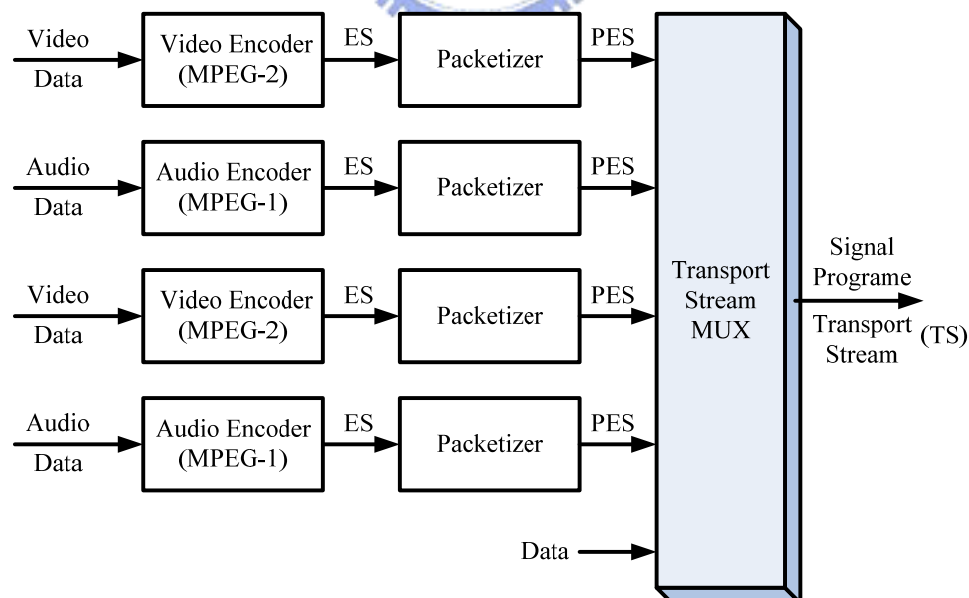 Video
Data
Video Encoder
(MPEG-2)
ES
Packetizer
PES
Audio
Data
Audio Encoder
(MPEG-1)
ES
Packetizer
PES
Video
Data
Video Encoder
(MPEG-2)
ES
Packetizer
PES
Audio
Data
Audio Encoder
(MPEG-1)
ES
Packetizer
PES
Data
Transport
Stream
MUX
Signal
Programe
Transport
Stream
(TS)